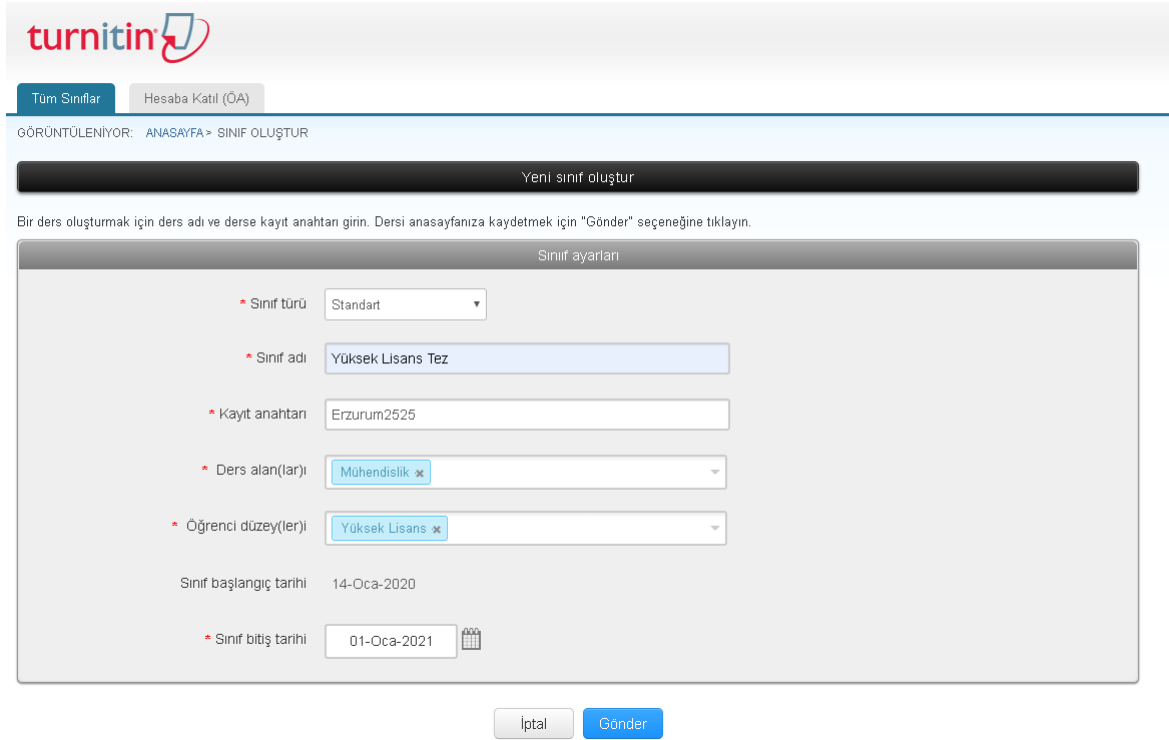 turnitin
Tüm Sınıflar Hesaba Katıl (ÖA)
GÖRÜNTÜLENİYOR: ANASAYFA > SINIF OLUŞTUR
Yeni sınıf oluştur
Bir ders oluşturmak için ders adı ve derse kayıt anahtarı girin. Dersi anasayfanıza kaydetmek için "Gönder" seçeneğine tıklayın.
Sınııf ayarları
* Sınıf türü Standart
* Sınıf adı Yüksek Lisans Tez
* Kayıt anahtarı Erzurum2525
* Ders alan(lar)ı Mühendislik
* Öğrenci düzey(ler)i Yüksek Lisans
Sınıf başlangıç tarihi 14-Oca-2020
* Sınıf bitiş tarihi 01-Oca-2021
İptal Gönder